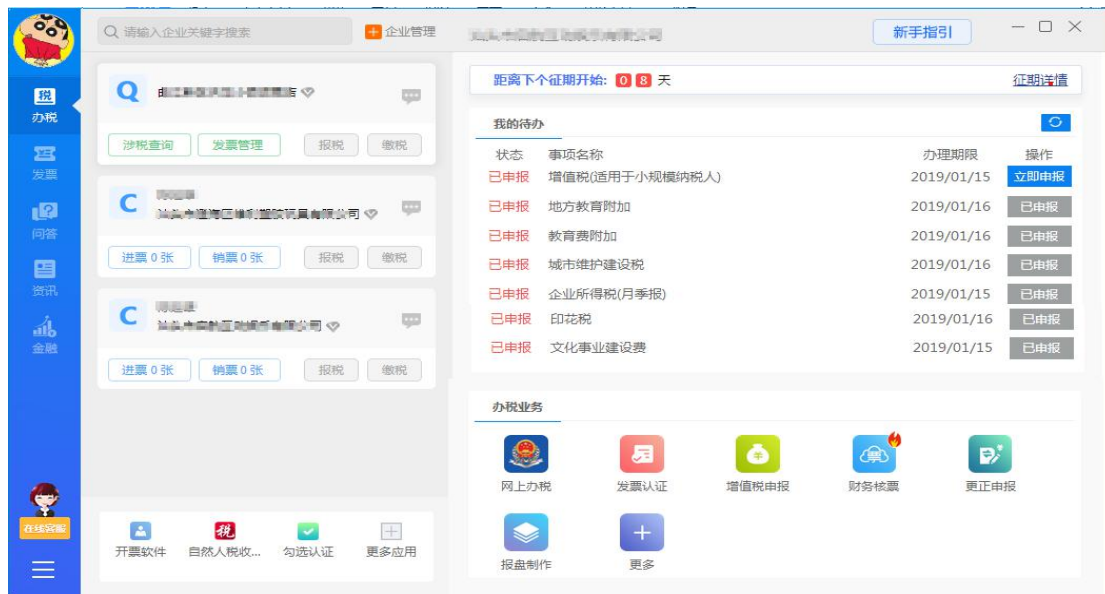 请输入企业关键字搜索
企业管理
新手指引
税
办税
发票
问答
资讯
金融
在线客服
Q
店
涉税查询 发票管理 报税 缴税
C
进票 0 张 销票 0 张 报税 缴税
C
进票 0 张 销票 0 张 报税 缴税
开票软件 自然人税收... 勾选认证 更多应用
距离下个征期开始: 0 8 天 征期详情
我的待办
状态 事项名称 办理期限 操作
已申报 增值税(适用于小规模纳税人) 2019/01/15 立即申报
已申报 地方教育附加 2019/01/16 已申报
已申报 教育费附加 2019/01/16 已申报
已申报 城市维护建设税 2019/01/16 已申报
已申报 企业所得税(月季报) 2019/01/15 已申报
已申报 印花税 2019/01/16 已申报
已申报 文化事业建设费 2019/01/15 已申报
办税业务
网上办税 发票认证 增值税申报 财务核票 更正申报
报盘制作 更多